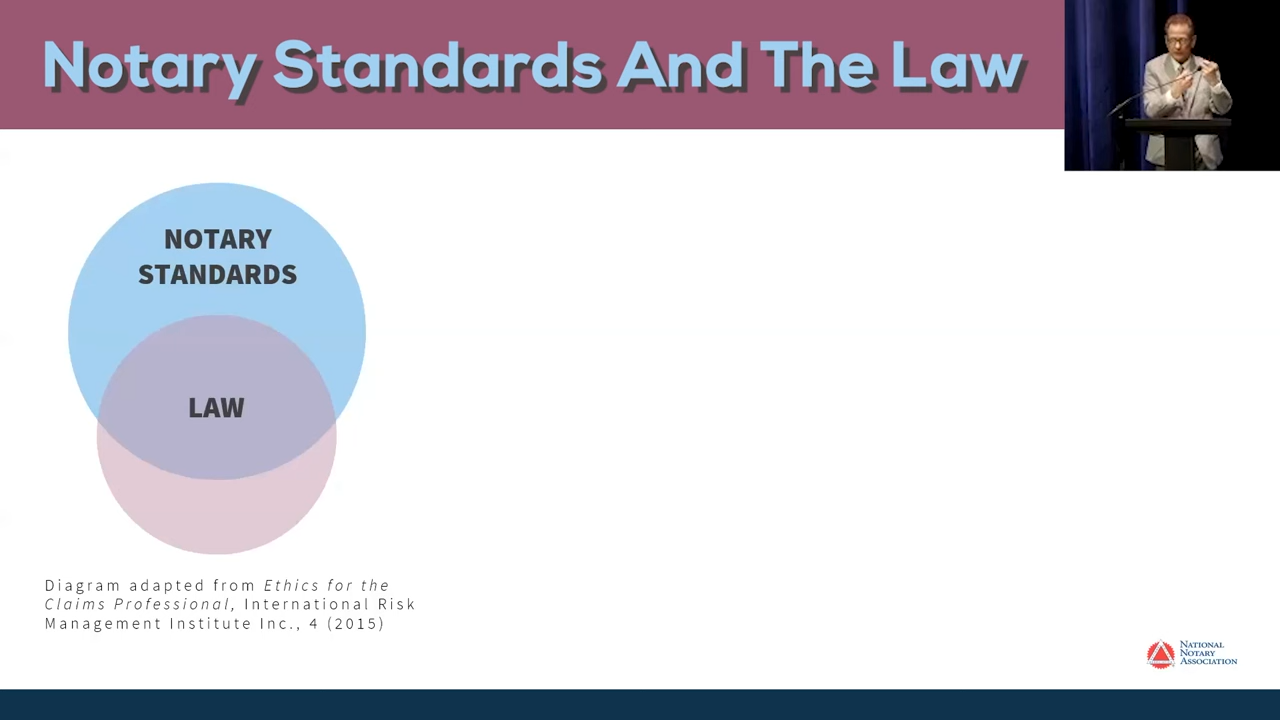 Notary Standards And The Law
NOTARY
STANDARDS
LAW
Diagram adapted from Ethics for the
Claims Professional, International Risk
Management Institute Inc., 4 (2015)
NATIONAL
NOTARY
ASSOCIATION